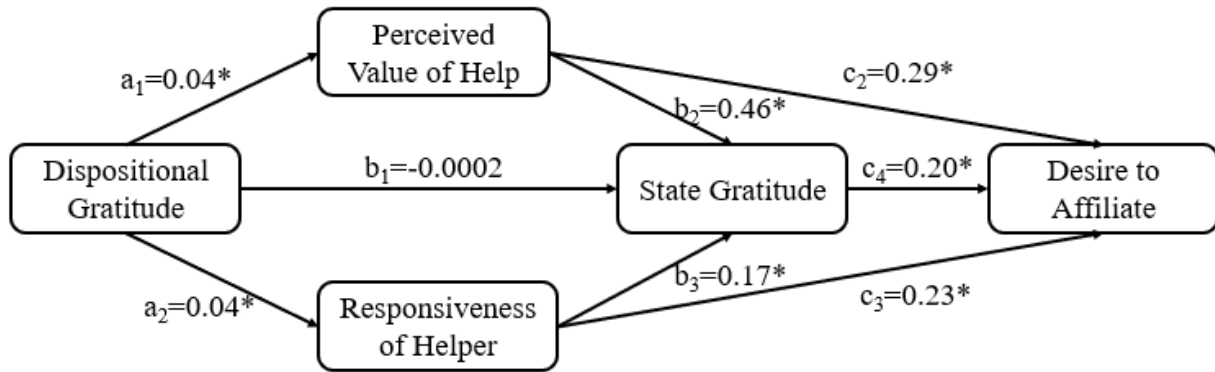 Perceived
Value of Help
a₁=0.04*
c₂=0.29*
b₂=0.46*
Dispositional
Gratitude
b₁=-0.0002
State Gratitude
c₄=0.20*
Desire to
Affiliate
a₂=0.04*
Responsiveness
of Helper
b₃=0.17*
c₃=0.23*